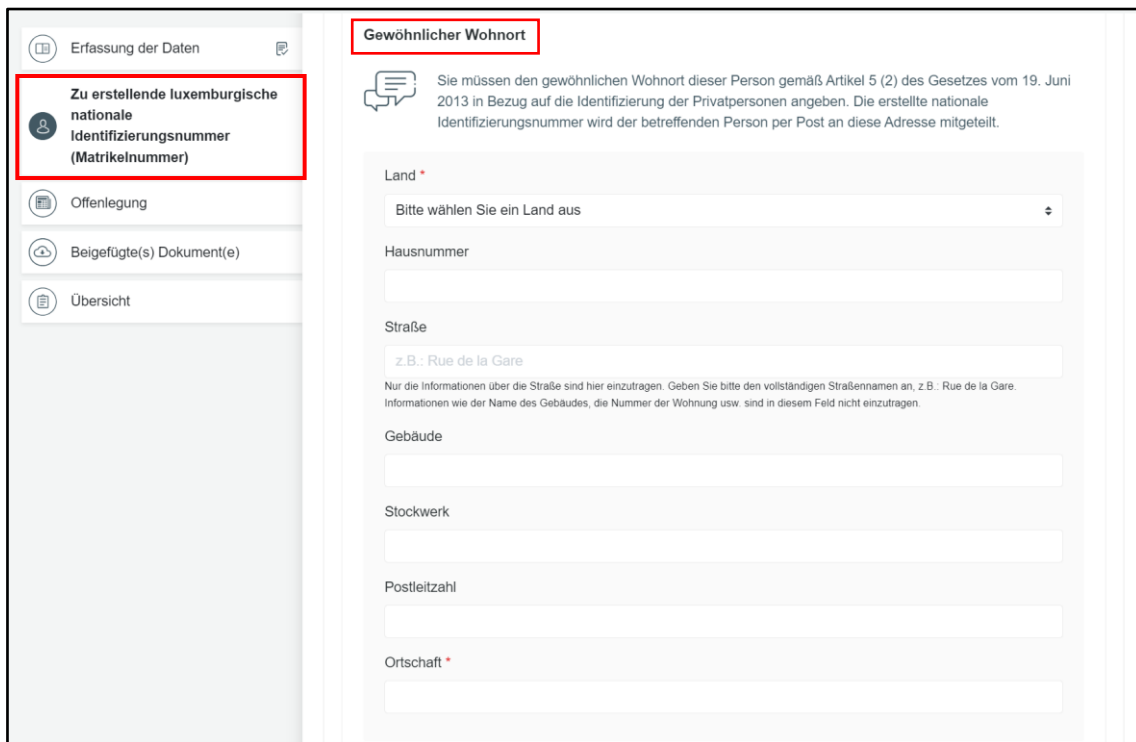 Erfassung der Daten
Zu erstellende luxemburgische
nationale
Identifizierungsnummer
(Matrikelnummer)
Offenlegung
Beigefügte(s) Dokument(e)
Übersicht
Gewöhnlicher Wohnort
Sie müssen den gewöhnlichen Wohnort dieser Person gemäß Artikel 5 (2) des Gesetzes vom 19. Juni
2013 in Bezug auf die Identifizierung der Privatpersonen angeben. Die erstellte nationale
Identifizierungsnummer wird der betreffenden Person per Post an diese Adresse mitgeteilt.
Land *
Bitte wählen Sie ein Land aus
Hausnummer
Straße
z.B.: Rue de la Gare
Nur die Informationen über die Straße sind hier einzutragen. Geben Sie bitte den vollständigen Straßennamen an, z.B.: Rue de la Gare.
Informationen wie der Name des Gebäudes, die Nummer der Wohnung usw. sind in diesem Feld nicht einzutragen.
Gebäude
Stockwerk
Postleitzahl
Ortschaft *